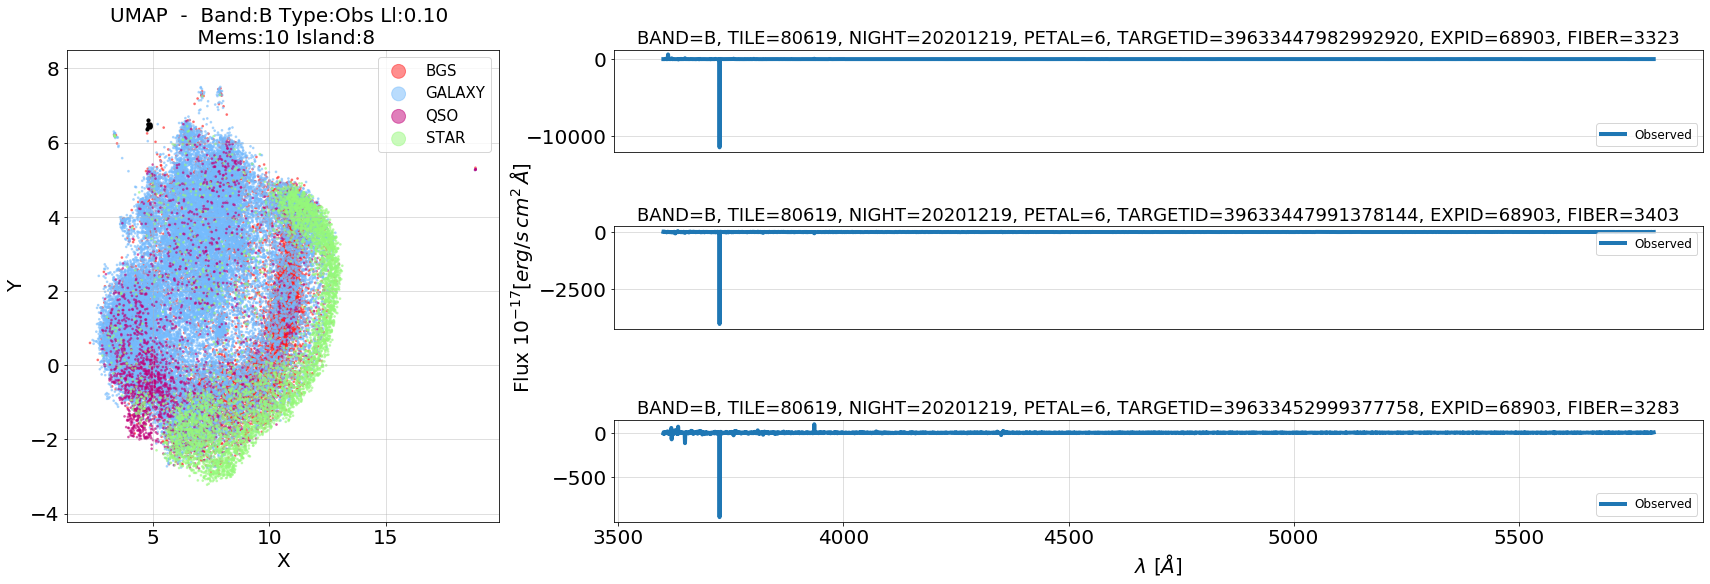 UMAP - Band:B Type:Obs Ll:0.10
Mems:10 Island:8
8
6
4
2
0
−2
−4
Y
5
10
15
X
BGS
GALAXY
QSO
STAR
Flux 10⁻¹⁷[erg/s cm² Å]
BAND=B, TILE=80619, NIGHT=20201219, PETAL=6, TARGETID=39633447982992920, EXPID=68903, FIBER=3323
0
−10000
Observed
BAND=B, TILE=80619, NIGHT=20201219, PETAL=6, TARGETID=39633447991378144, EXPID=68903, FIBER=3403
0
−2500
Observed
BAND=B, TILE=80619, NIGHT=20201219, PETAL=6, TARGETID=39633452999377758, EXPID=68903, FIBER=3283
0
−500
Observed
3500
4000
4500
5000
5500
λ [Å]